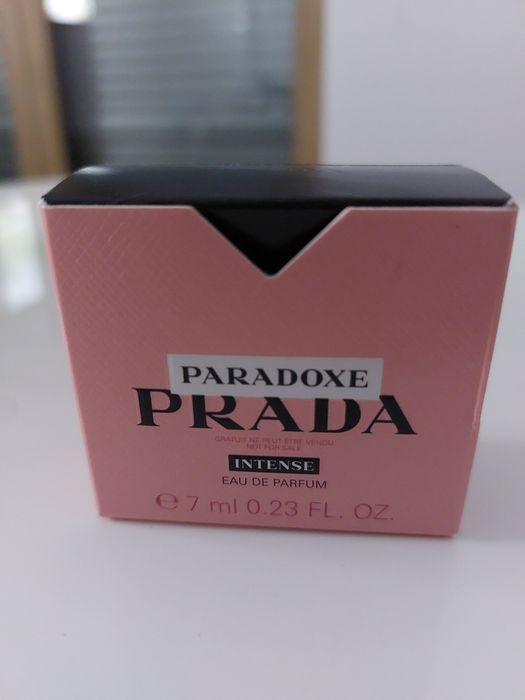 PARADOXE
PRADA
GRATUIT NE PEUT ÊTRE VENDU
NOT FOR SALE
INTENSE
EAU DE PARFUM
℮ 7 ml 0.23 FL. OZ.